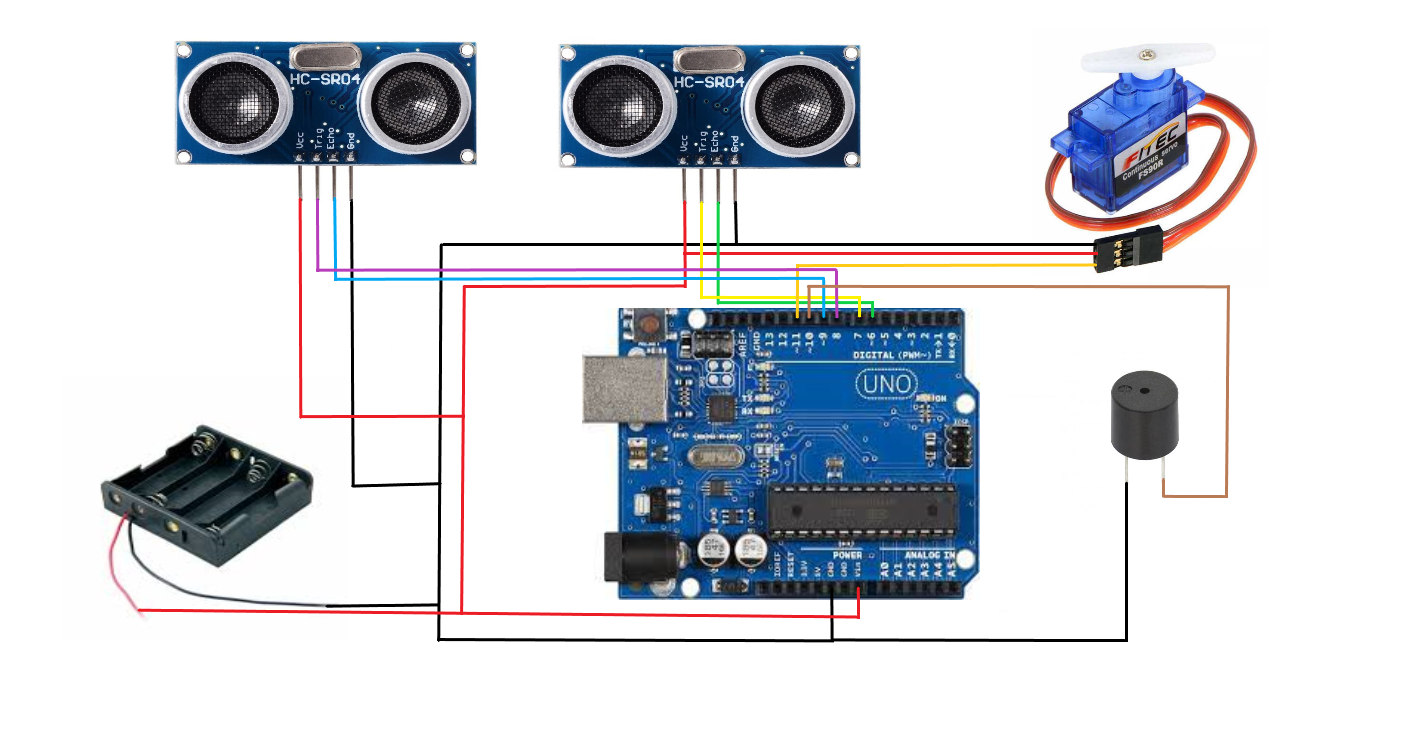 HC-SR04
Vcc
Trig
Echo
Gnd
HC-SR04
Vcc
Trig
Echo
Gnd
FITEC
Continuous servo
FS90R
AREF
GND
13
12
~11
~10
~9
8
7
~6
~5
4
~3
2
TX→1
RX←0
DIGITAL (PWM~)
UNO
TX
RX
ON
POWER
ANALOG IN
IOREF
RESET
3.3V
5V
GND
GND
Vin
A0
A1
A2
A3
A4
A5